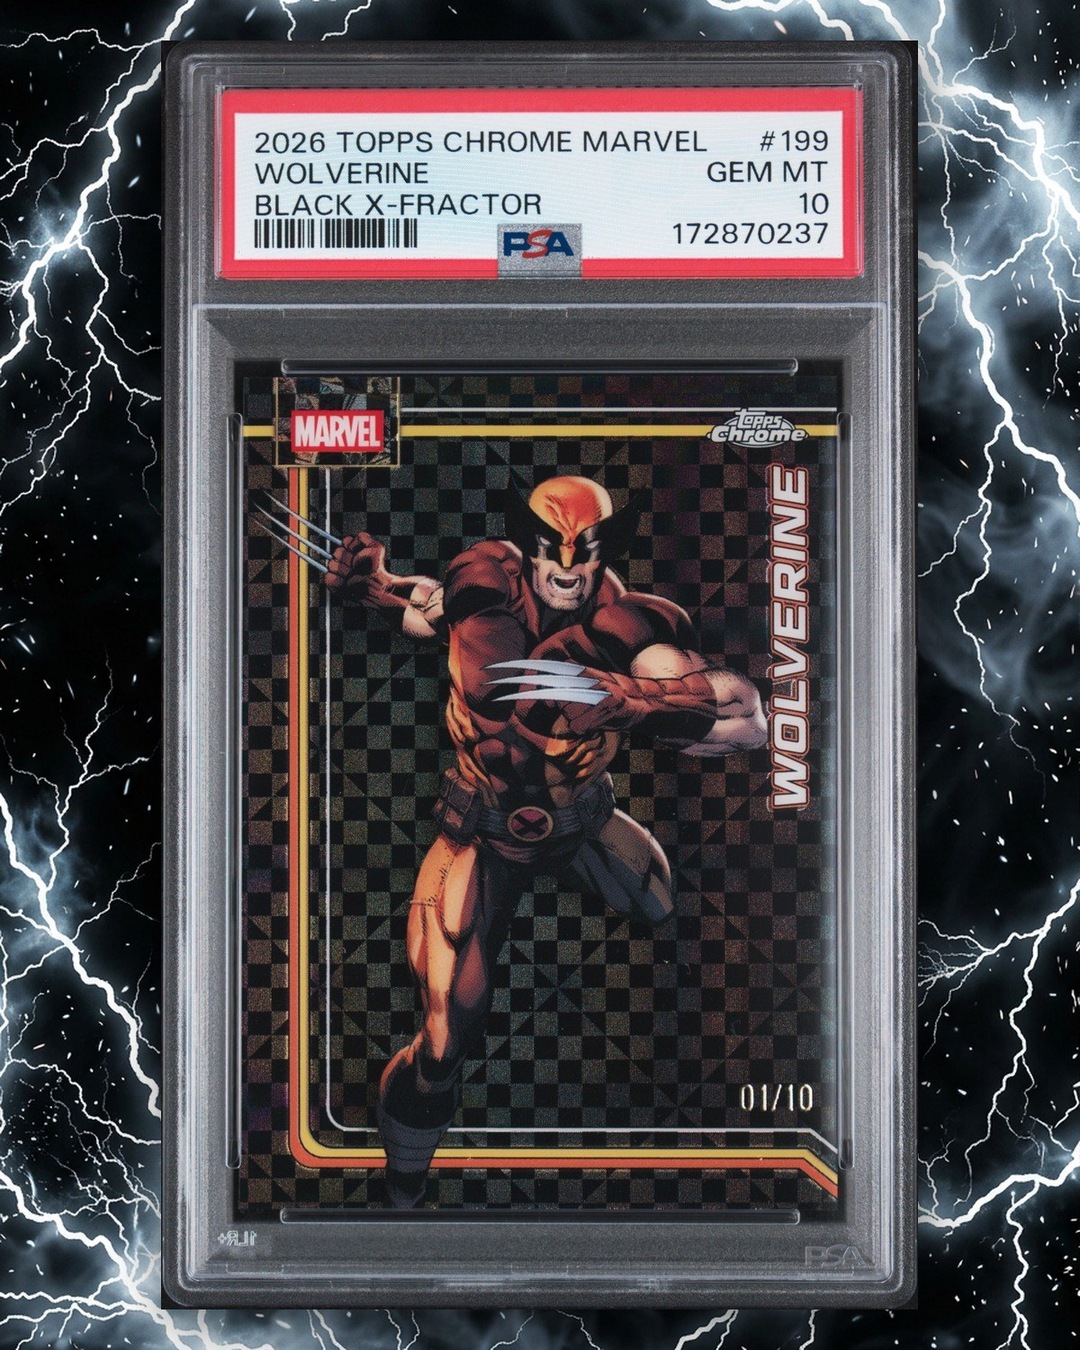 2026 TOPPS CHROME MARVEL #199
WOLVERINE GEM MT
BLACK X-FRACTOR 10
PSA 172870237
MARVEL
Topps Chrome
WOLVERINE
01/10
PSA